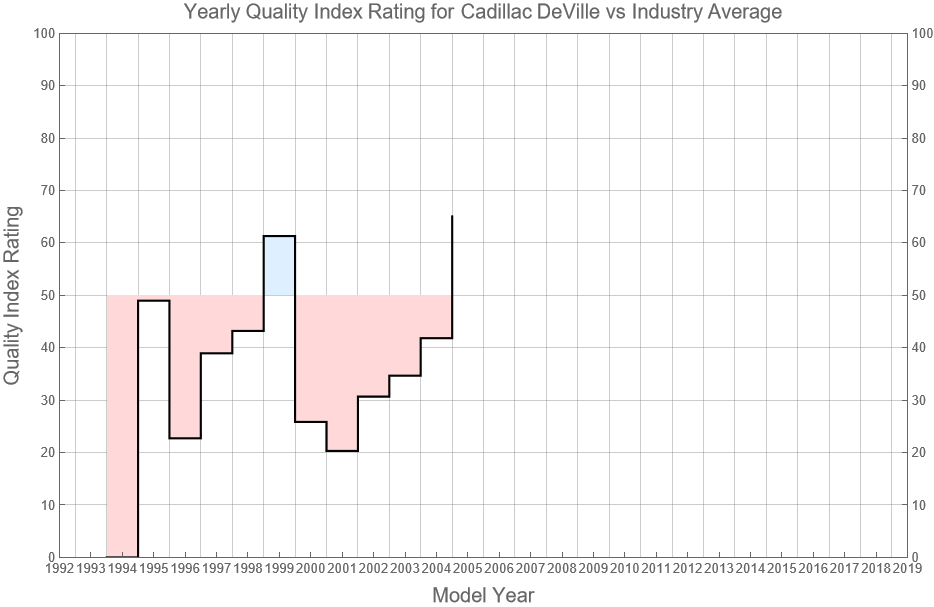 Yearly Quality Index Rating for Cadillac DeVille vs Industry Average
100 100
90 90
80 80
70 70
60 60
50 50
40 40
30 30
20 20
10 10
0 0
Quality Index Rating
1992 1993 1994 1995 1996 1997 1998 1999 2000 2001 2002 2003 2004 2005 2006 2007 2008 2009 2010 2011 2012 2013 2014 2015 2016 2017 2018 2019
Model Year